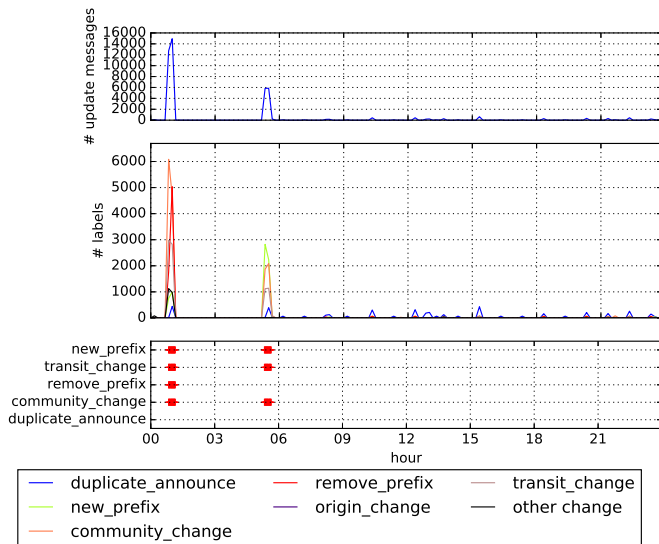 # update messages
16000
14000
12000
10000
8000
6000
4000
2000
0
# labels
6000
5000
4000
3000
2000
1000
0
new_prefix
transit_change
remove_prefix
community_change
duplicate_announce
00 03 06 09 12 15 18 21
hour
duplicate_announce remove_prefix transit_change
new_prefix origin_change other change
community_change